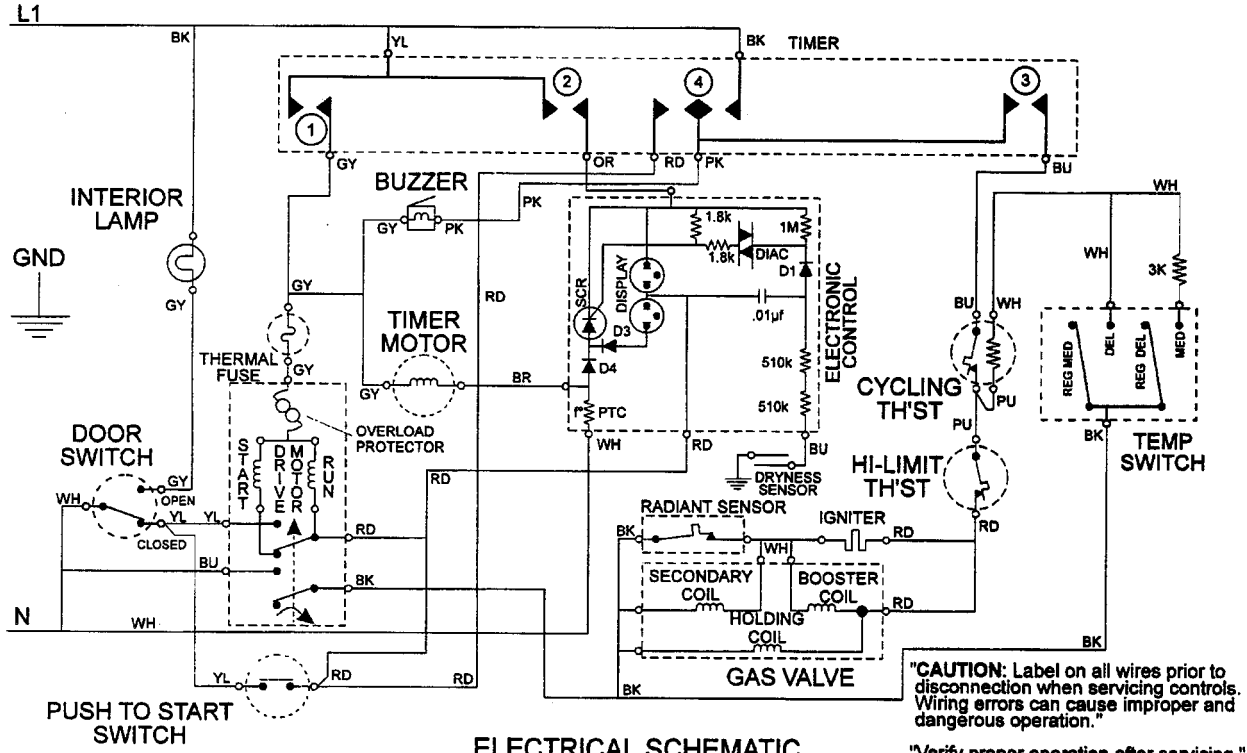 L1
BK
YL
BK
TIMER
1
2
4
3
GY
OR
RD
PK
BU
INTERIOR
LAMP
BUZZER
PK
GY
PK
WH
GND
GY
GY
RD
1.8k
1.8k
DIAC
1M
D1
SCR
DISPLAY
.01µf
D3
D4
510k
510k
ELECTRONIC
CONTROL
WH
3K
BU
WH
THERMAL
FUSE
GY
TIMER
MOTOR
GY
BR
PTC
CYCLING
TH'ST
PU
PU
REG MED
DEL
REG DEL
MED
BK
TEMP
SWITCH
OVERLOAD
PROTECTOR
WH
RD
BU
DRYNESS
SENSOR
HI-LIMIT
TH'ST
RD
DOOR
SWITCH
GY
OPEN
WH
YL
YL
CLOSED
START
DRIVE
MOTOR
RUN
RD
RD
BU
BK
RADIANT SENSOR
BK
WH
IGNITER
RD
SECONDARY
COIL
BOOSTER
COIL
RD
HOLDING
COIL
GAS VALVE
N
WH
YL
RD
RD
BK
BK
PUSH TO START
SWITCH
"CAUTION: Label on all wires prior to
disconnection when servicing controls.
Wiring errors can cause improper and
dangerous operation."
ELECTRICAL SCHEMATIC
"Verify proper operation after servicing."